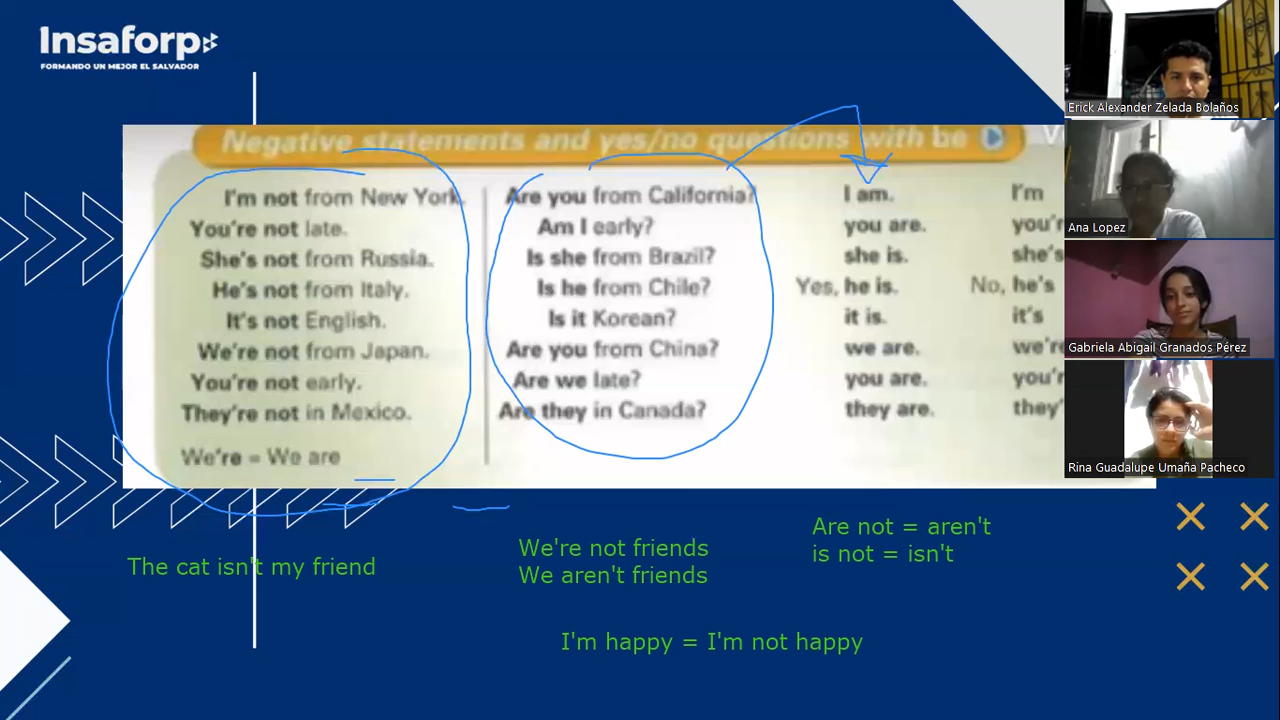 Insaforp
FORMANDO UN MEJOR EL SALVADOR
Negative statements and yes/no questions with be
I'm not from New York.
You're not late.
She's not from Russia.
He's not from Italy.
It's not English.
We're not from Japan.
You're not early.
They're not in Mexico.
We're = We are
Are you from California?
Am I early?
Is she from Brazil?
Is he from Chile?
Is it Korean?
Are you from China?
Are we late?
Are they in Canada?
I am.
you are.
she is.
Yes, he is.
it is.
we are.
you are.
they are.
I'm
you'r
she's
No, he's
it's
we're
you'r
they'
The cat isn't my friend
We're not friends
We aren't friends
Are not = aren't
is not = isn't
I'm happy = I'm not happy
Erick Alexander Zelada Bolaños
Ana Lopez
Gabriela Abigail Granados Pérez
Rina Guadalupe Umaña Pacheco